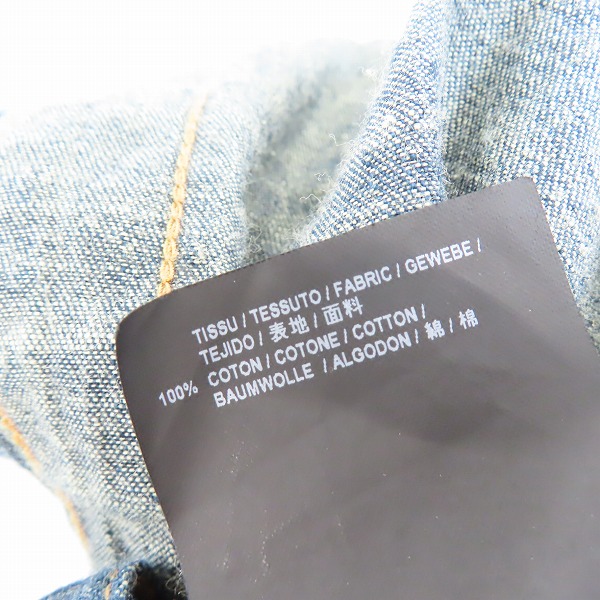 TISSU / TESSUTO / FABRIC / GEWEBE /
TEJIDO / 表地 / 面料
100% COTON / COTONE / COTTON /
BAUMWOLLE / ALGODON / 綿 / 棉